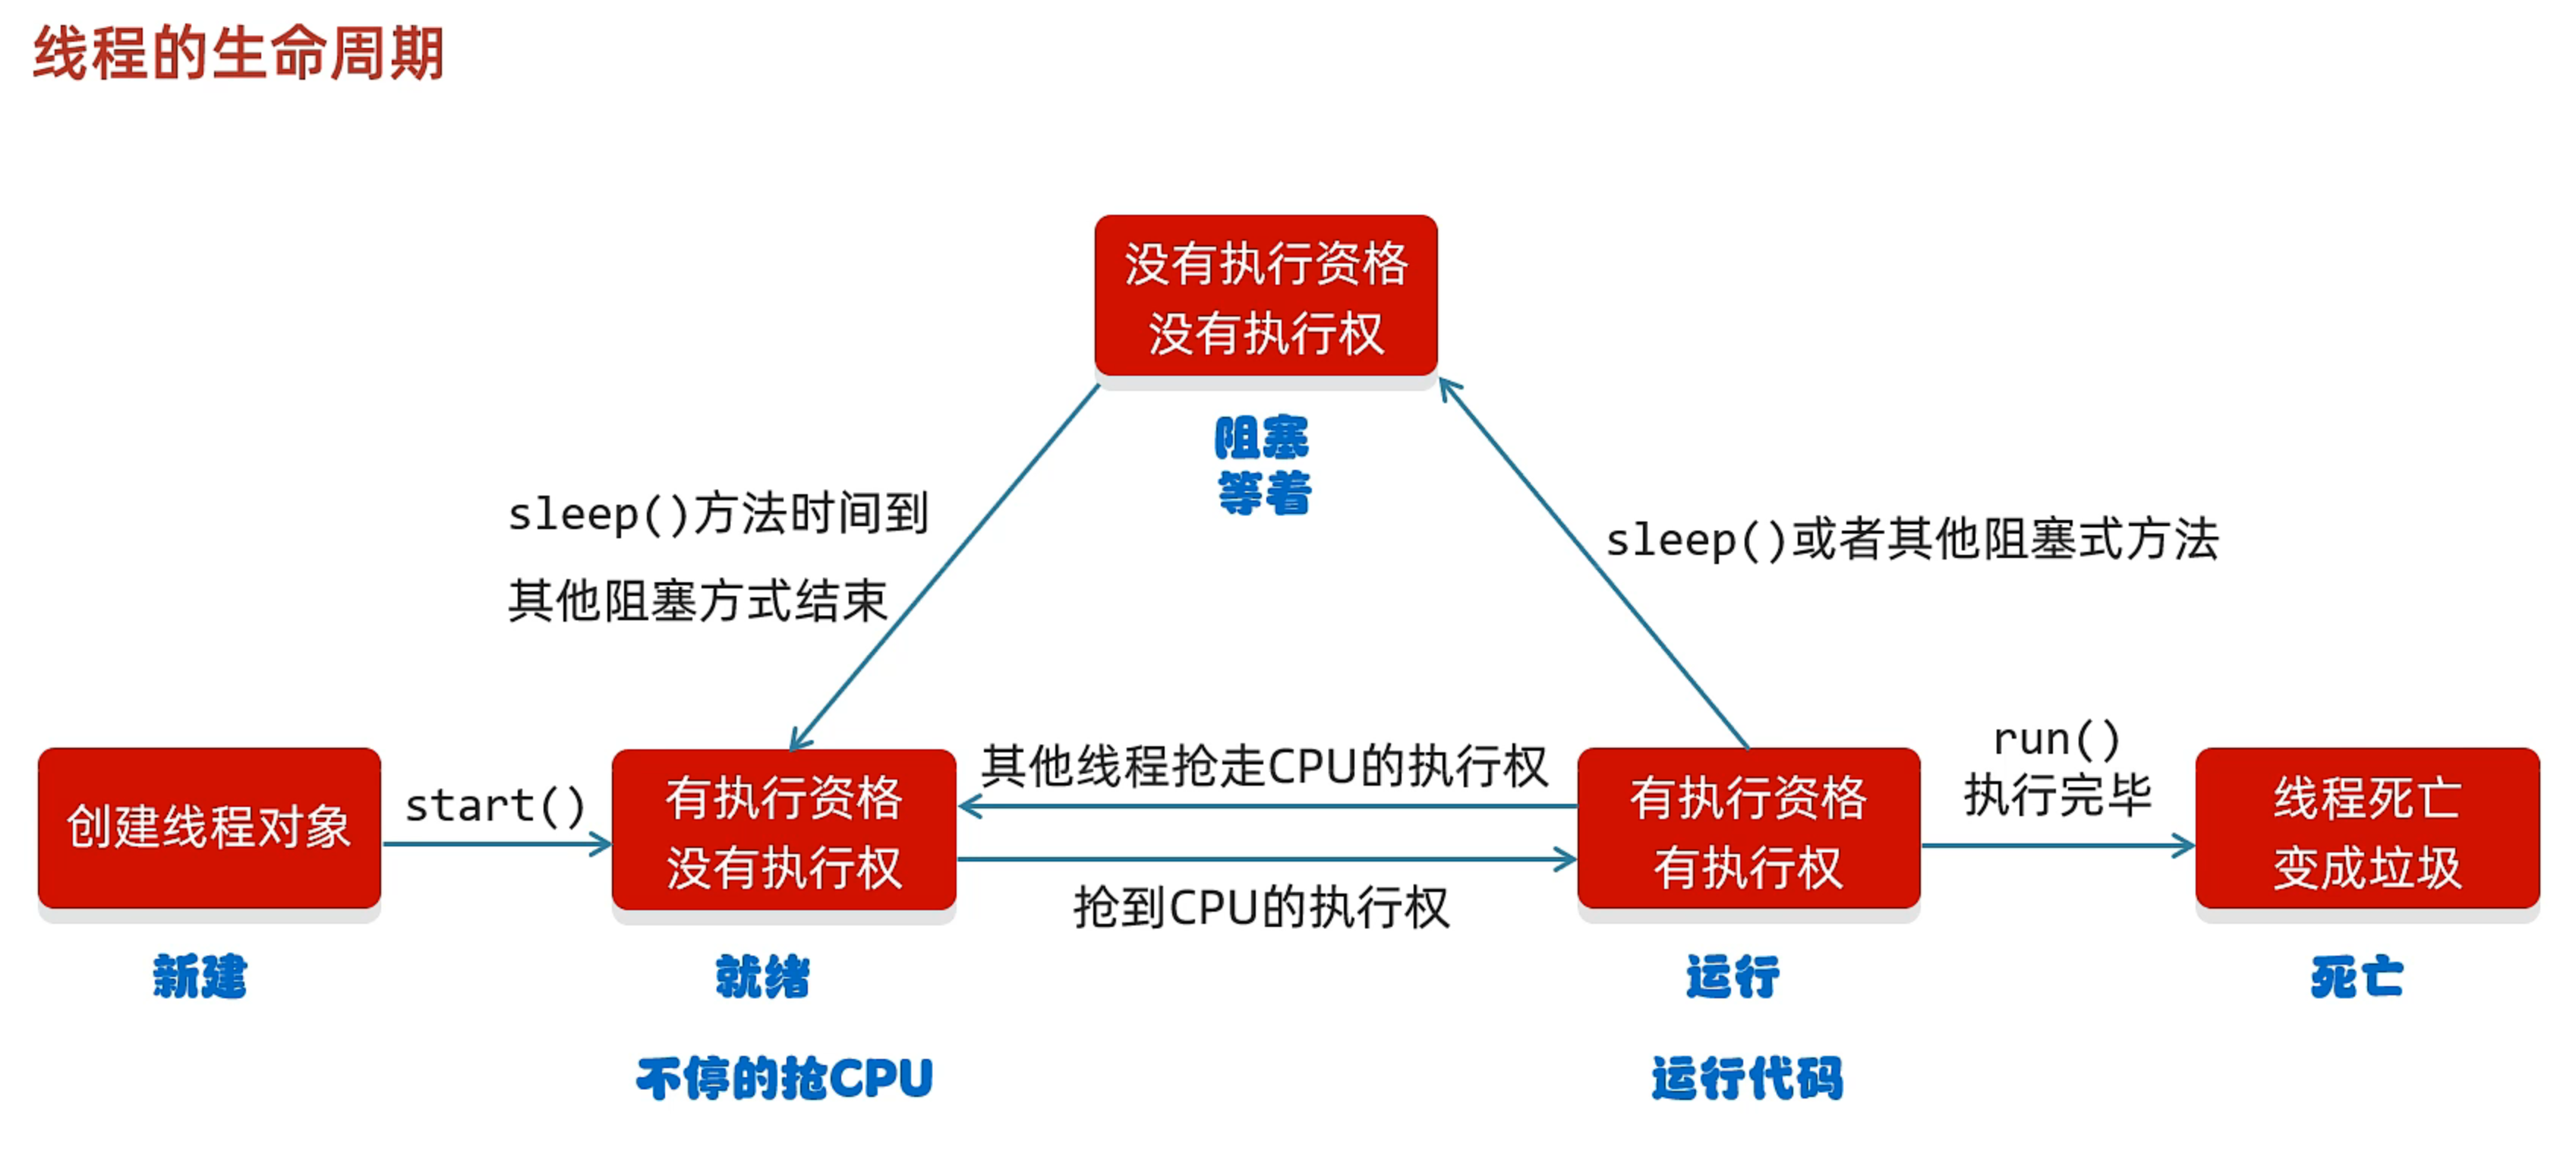 线程的生命周期
没有执行资格
没有执行权
阻塞
等着
sleep()方法时间到
其他阻塞方式结束
sleep()或者其他阻塞式方法
创建线程对象
新建
start()
有执行资格
没有执行权
就绪
不停的抢CPU
其他线程抢走CPU的执行权
抢到CPU的执行权
有执行资格
有执行权
运行
运行代码
run()
执行完毕
线程死亡
变成垃圾
死亡